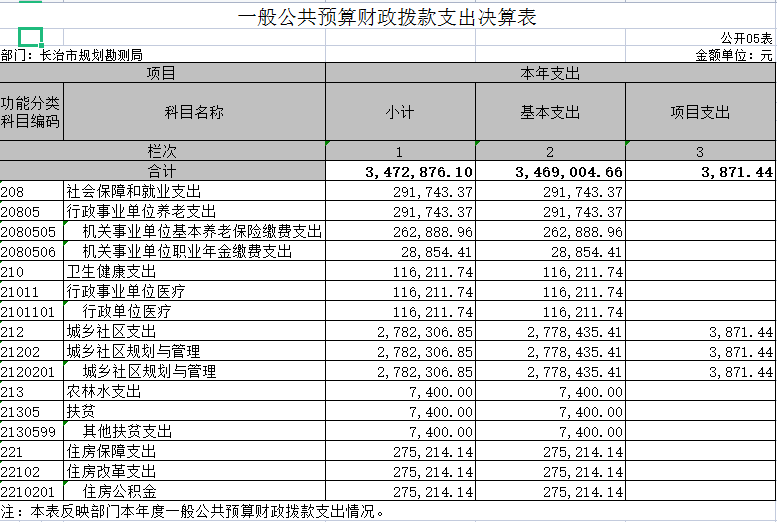 一般公共预算财政拨款支出决算表
公开05表
部门：长治市规划勘测局 金额单位：元
项目 本年支出
功能分类科目编码 科目名称 小计 基本支出 项目支出
栏次 1 2 3
合计 3,472,876.10 3,469,004.66 3,871.44
208 社会保障和就业支出 291,743.37 291,743.37
20805 行政事业单位养老支出 291,743.37 291,743.37
2080505 机关事业单位基本养老保险缴费支出 262,888.96 262,888.96
2080506 机关事业单位职业年金缴费支出 28,854.41 28,854.41
210 卫生健康支出 116,211.74 116,211.74
21011 行政事业单位医疗 116,211.74 116,211.74
2101101 行政单位医疗 116,211.74 116,211.74
212 城乡社区支出 2,782,306.85 2,778,435.41 3,871.44
21202 城乡社区规划与管理 2,782,306.85 2,778,435.41 3,871.44
2120201 城乡社区规划与管理 2,782,306.85 2,778,435.41 3,871.44
213 农林水支出 7,400.00 7,400.00
21305 扶贫 7,400.00 7,400.00
2130599 其他扶贫支出 7,400.00 7,400.00
221 住房保障支出 275,214.14 275,214.14
22102 住房改革支出 275,214.14 275,214.14
2210201 住房公积金 275,214.14 275,214.14
注：本表反映部门本年度一般公共预算财政拨款支出情况。